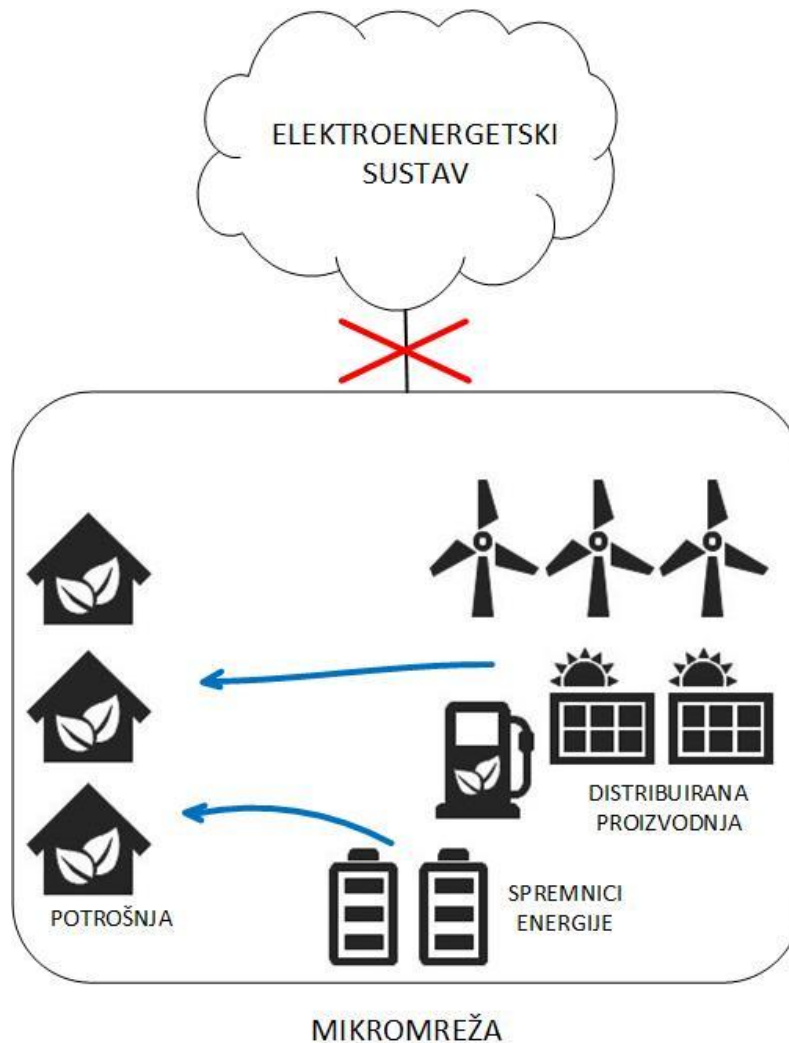 ELEKTROENERGETSKI
SUSTAV
DISTRIBUIRANA
PROIZVODNJA
POTROŠNJA
SPREMNICI
ENERGIJE
MIKROMREŽA